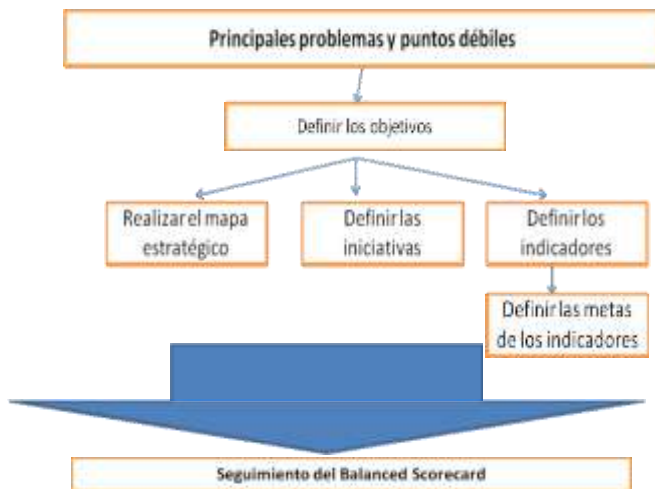 Principales problemas y puntos débiles
Definir los objetivos
Realizar el mapa
estratégico
Definir las
iniciativas
Definir los
indicadores
Definir las metas
de los indicadores
Seguimiento del Balanced Scorecard